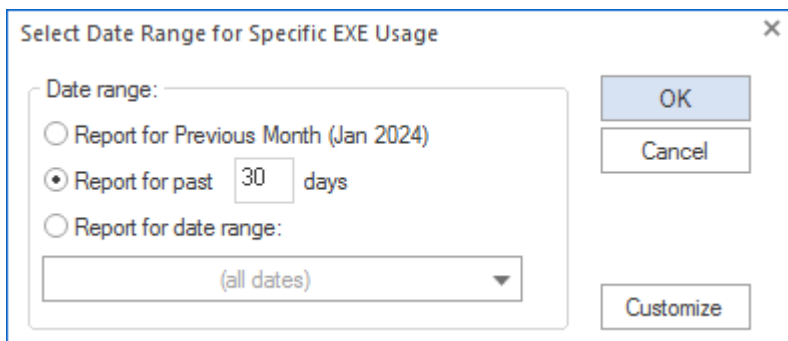 Select Date Range for Specific EXE Usage
Date range:
Report for Previous Month (Jan 2024)
Report for past 30 days
Report for date range:
(all dates)
OK
Cancel
Customize